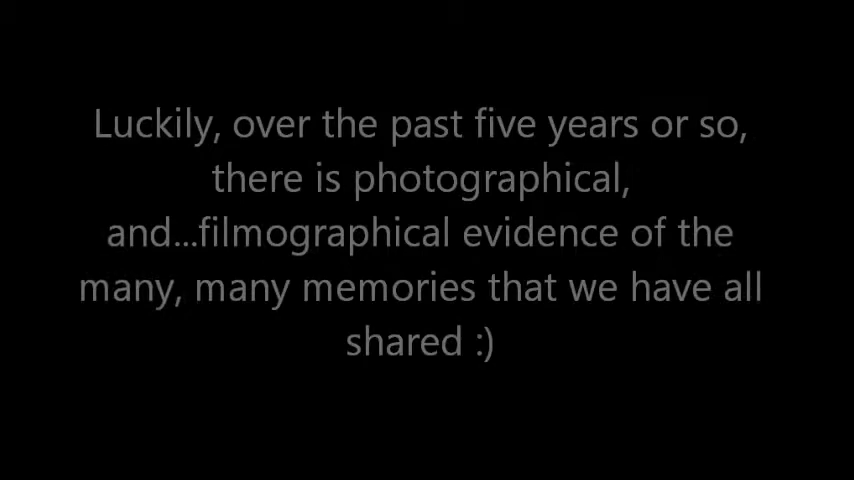 Luckily, over the past five years or so,
there is photographical,
and...filmographical evidence of the
many, many memories that we have all
shared :)